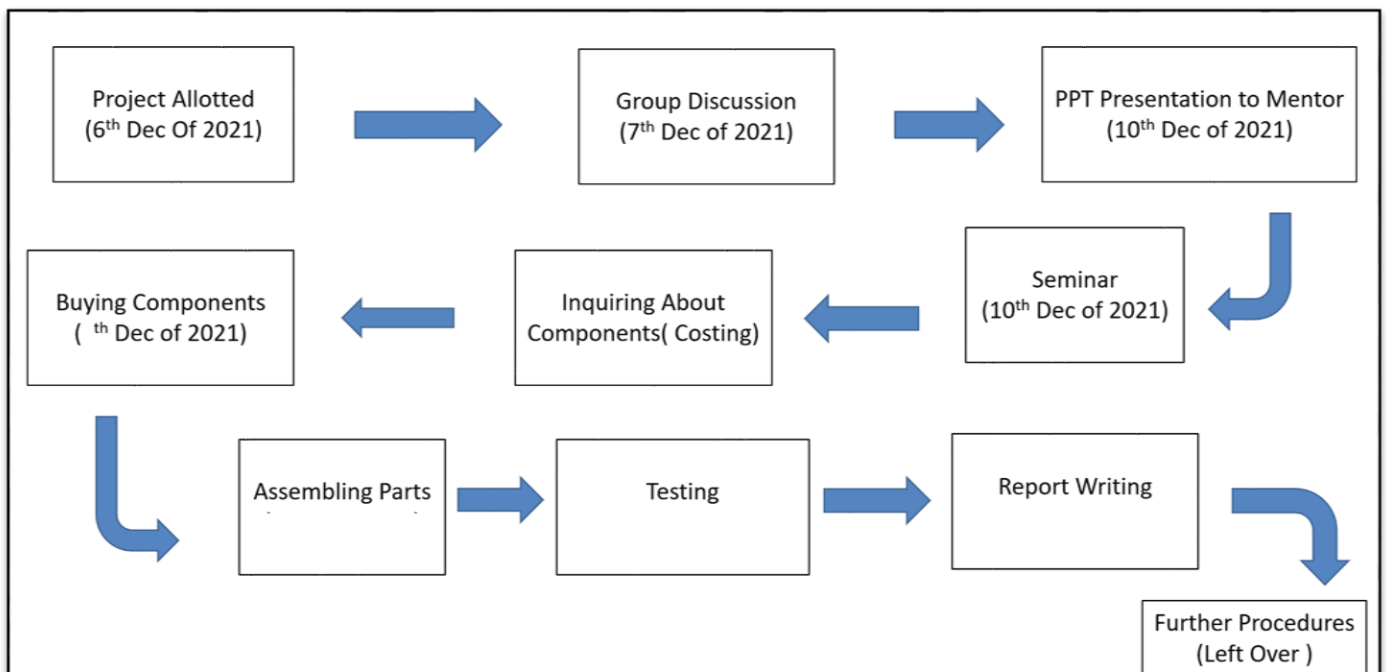 Project Allotted
(6th Dec Of 2021)
Group Discussion
(7th Dec of 2021)
PPT Presentation to Mentor
(10th Dec of 2021)
Seminar
(10th Dec of 2021)
Inquiring About
Components( Costing)
Buying Components
( th Dec of 2021)
Assembling Parts
Testing
Report Writing
Further Procedures
(Left Over )